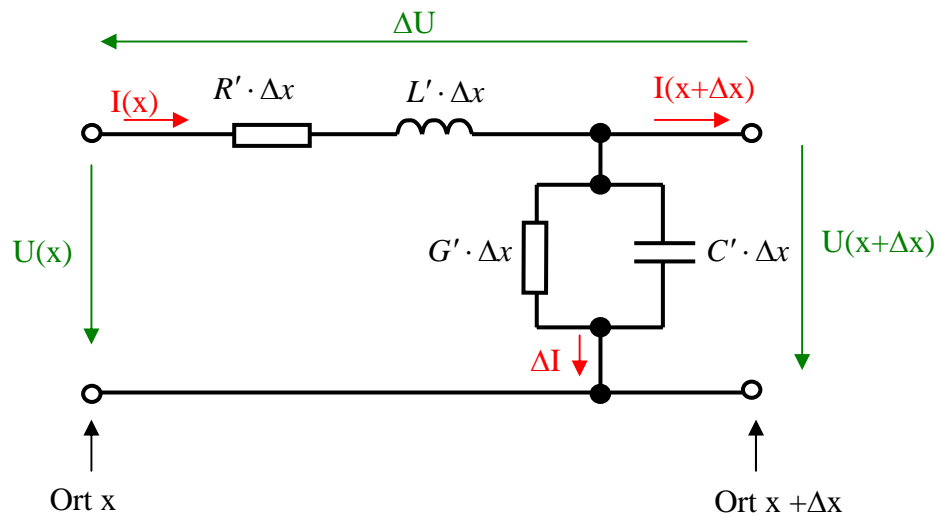 ΔU
R′ · Δx
L′ · Δx
I(x)
I(x+Δx)
U(x)
G′ · Δx
C′ · Δx
U(x+Δx)
ΔI
Ort x
Ort x +Δx